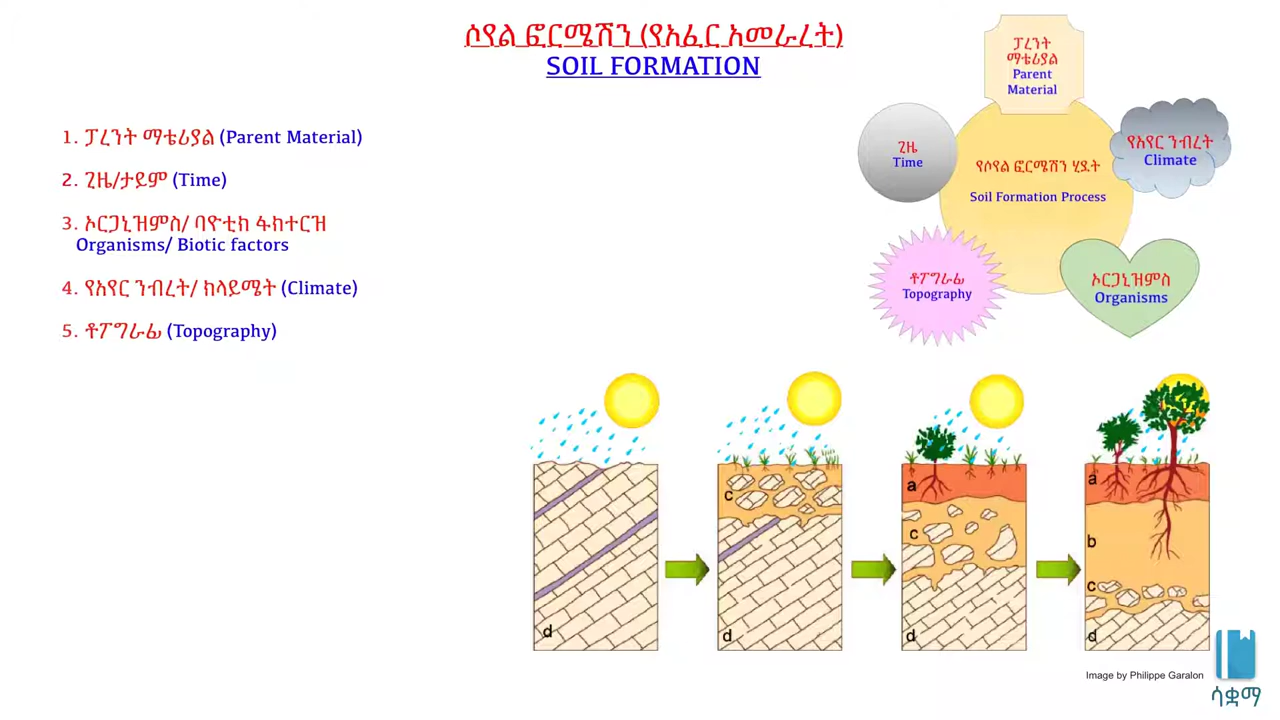 ሶየል ፎርሜሽን (የአፈር አመራረት)
SOIL FORMATION
1. ፓረንት ማቴሪያል (Parent Material)
2. ጊዜ/ታይም (Time)
3. ኦርጋኒዝምስ/ ባዮቲክ ፋክተርዝ
Organisms/ Biotic factors
4. የአየር ንብረት/ ክላይሜት (Climate)
5. ቶፖግራፊ (Topography)
ፓረንት
ማቴሪያል
Parent
Material
ጊዜ
Time
የአየር ንብረት
Climate
የሶየል ፎርሜሽን ሂደት
Soil Formation Process
ቶፖግራፊ
Topography
ኦርጋኒዝምስ
Organisms
d
c
d
a
c
d
a
b
c
d
Image by Philippe Garalon
ሳቋማ